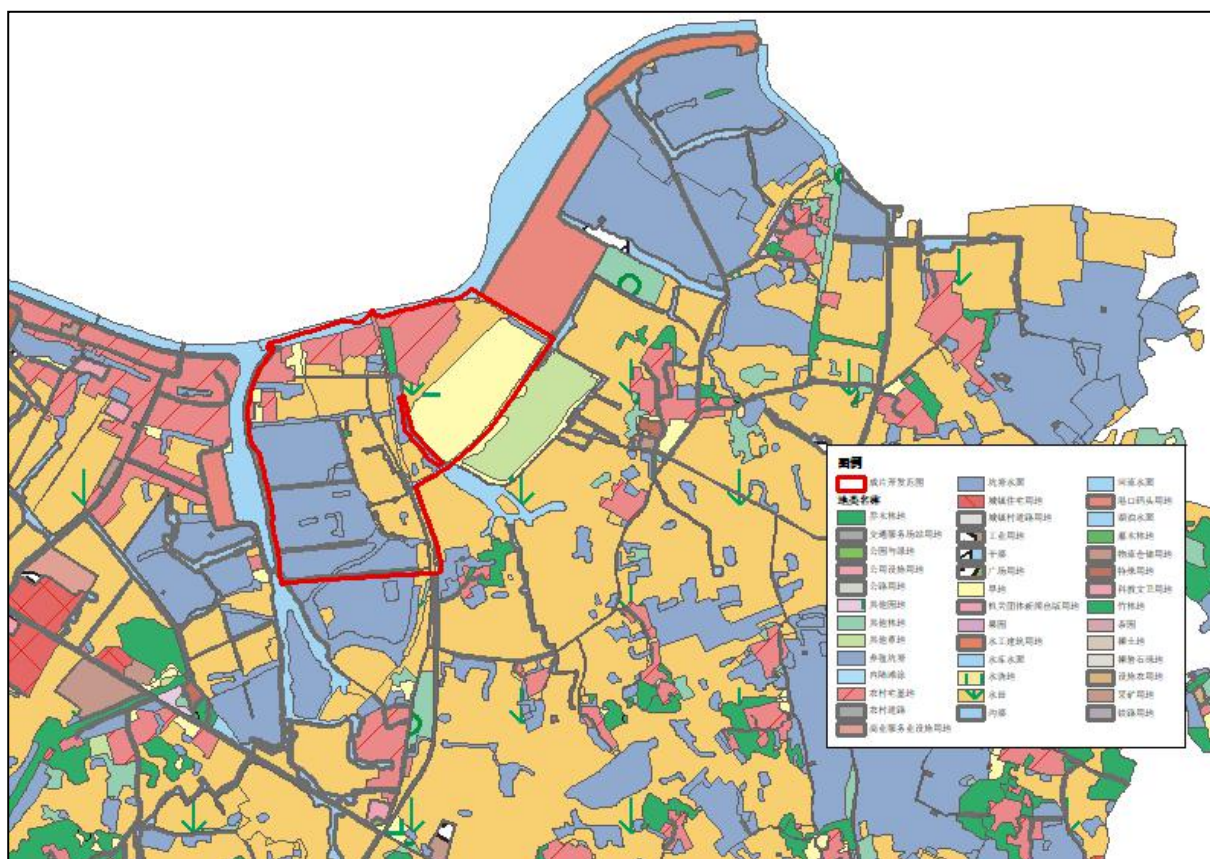 图例
成片开发范围
地类名称
乔木林地
交通服务场站用地
公园与绿地
公用设施用地
公路用地
其他园地
其他林地
其他草地
养殖坑塘
内陆滩涂
农村宅基地
农村道路
商业服务业设施用地
坑塘水面
城镇住宅用地
城镇村道路用地
工业用地
干渠
广场用地
旱地
机关团体新闻出版用地
果园
水工建筑用地
水库水面
水浇地
水田
沟渠
河流水面
港口码头用地
湖泊水面
灌木林地
物流仓储用地
特殊用地
科教文卫用地
竹林地
茶园
裸土地
裸岩石砾地
设施农用地
采矿用地
铁路用地